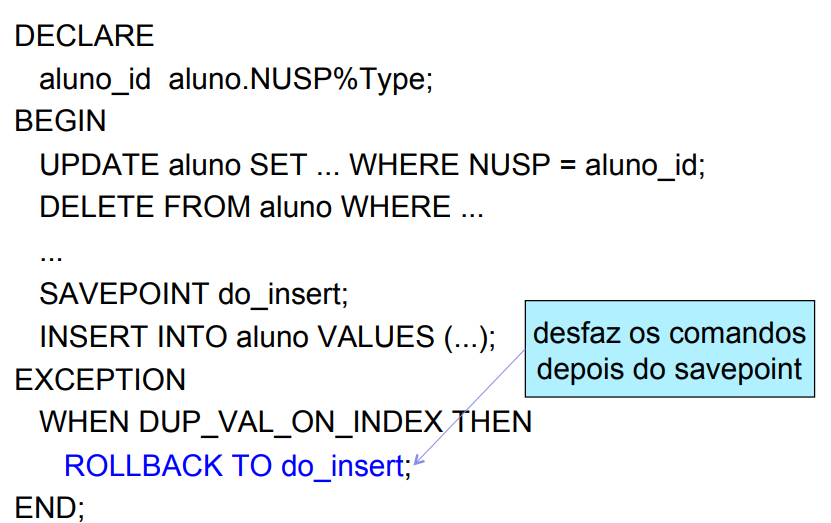 DECLARE
aluno_id aluno.NUSP%Type;
BEGIN
UPDATE aluno SET ... WHERE NUSP = aluno_id;
DELETE FROM aluno WHERE ...
...
SAVEPOINT do_insert;
INSERT INTO aluno VALUES (...);
EXCEPTION
WHEN DUP_VAL_ON_INDEX THEN
ROLLBACK TO do_insert;
END;
desfaz os comandos
depois do savepoint